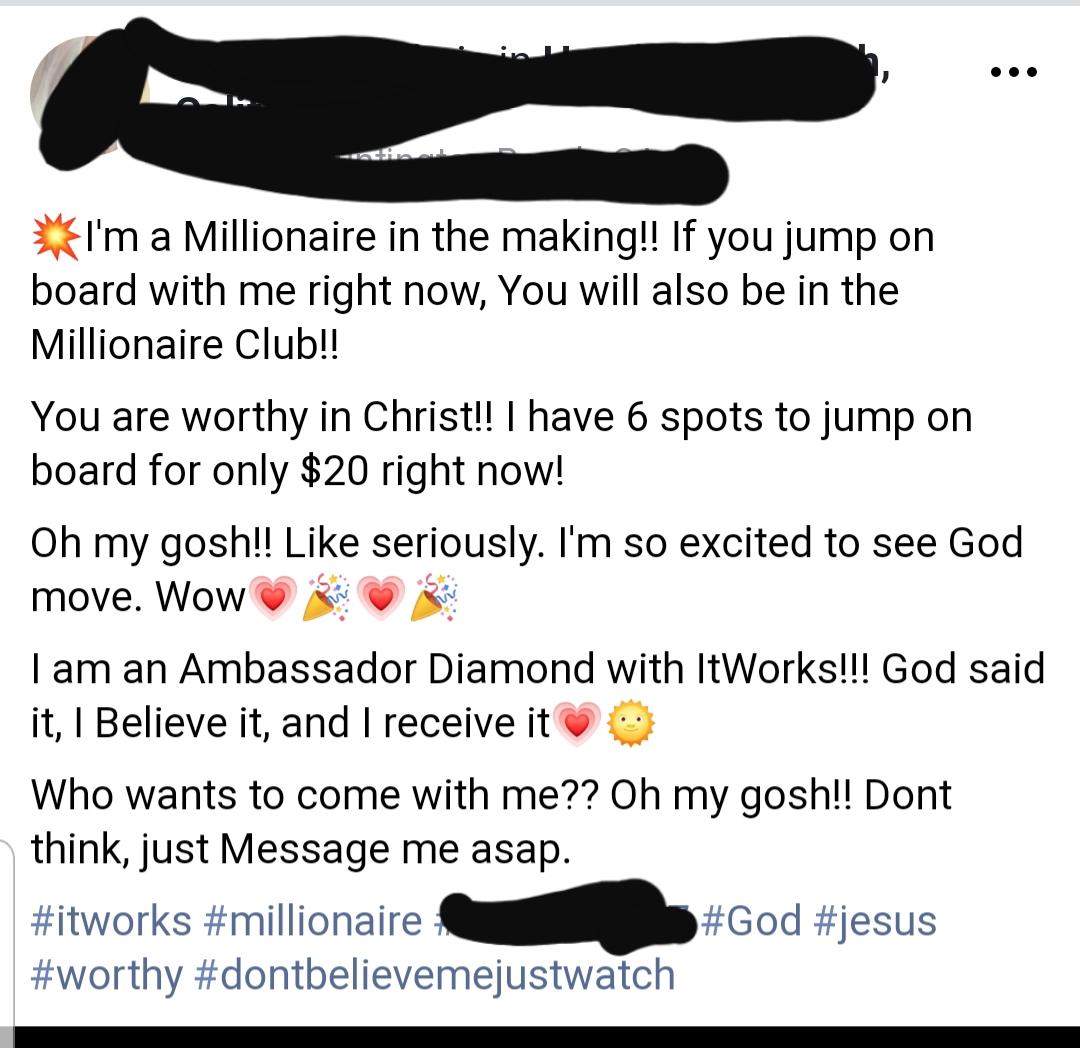 💥I'm a Millionaire in the making!! If you jump on
board with me right now, You will also be in the
Millionaire Club!!
You are worthy in Christ!! I have 6 spots to jump on
board for only $20 right now!
Oh my gosh!! Like seriously. I'm so excited to see God
move. Wow💗🎉💗🎉
I am an Ambassador Diamond with ItWorks!!! God said
it, I Believe it, and I receive it💗🌞
Who wants to come with me?? Oh my gosh!! Dont
think, just Message me asap.
#itworks #millionaire #God #jesus
#worthy #dontbelievemejustwatch